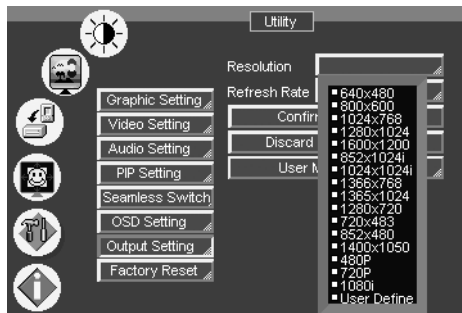 Utility
Resolution
Refresh Rate
Graphic Setting
Video Setting
Audio Setting
PIP Setting
Seamless Switch
OSD Setting
Output Setting
Factory Reset
Confir
Discard
User M
640x480
800x600
1024x768
1280x1024
1600x1200
852x1024i
1024x1024i
1366x768
1365x1024
1280x720
720x483
852x480
1400x1050
480P
720P
1080i
User Define